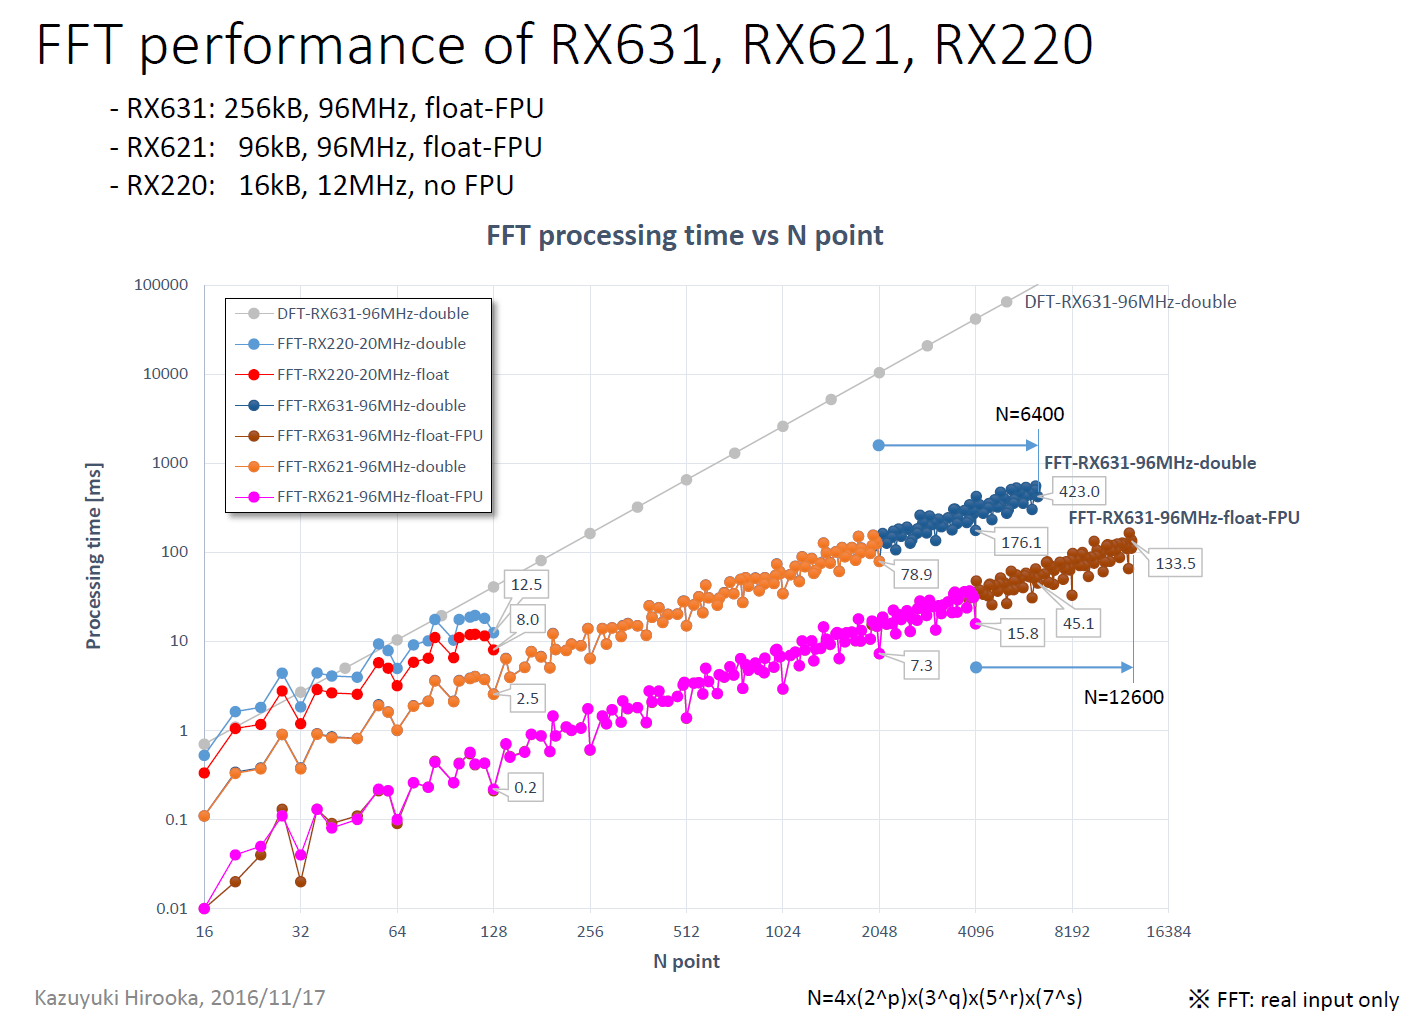 FFT performance of RX631, RX621, RX220
- RX631: 256kB, 96MHz, float-FPU
- RX621: 96kB, 96MHz, float-FPU
- RX220: 16kB, 12MHz, no FPU
FFT processing time vs N point
Processing time [ms]
100000
10000
1000
100
10
1
0.1
0.01
DFT-RX631-96MHz-double
FFT-RX220-20MHz-double
FFT-RX220-20MHz-float
FFT-RX631-96MHz-double
FFT-RX631-96MHz-float-FPU
FFT-RX621-96MHz-double
FFT-RX621-96MHz-float-FPU
DFT-RX631-96MHz-double
N=6400
FFT-RX631-96MHz-double
423.0
FFT-RX631-96MHz-float-FPU
176.1
133.5
78.9
12.5
8.0
45.1
15.8
7.3
2.5
N=12600
0.2
16
32
64
128
256
512
1024
2048
4096
8192
16384
N point
Kazuyuki Hirooka, 2016/11/17
N=4x(2^p)x(3^q)x(5^r)x(7^s)
※ FFT: real input only